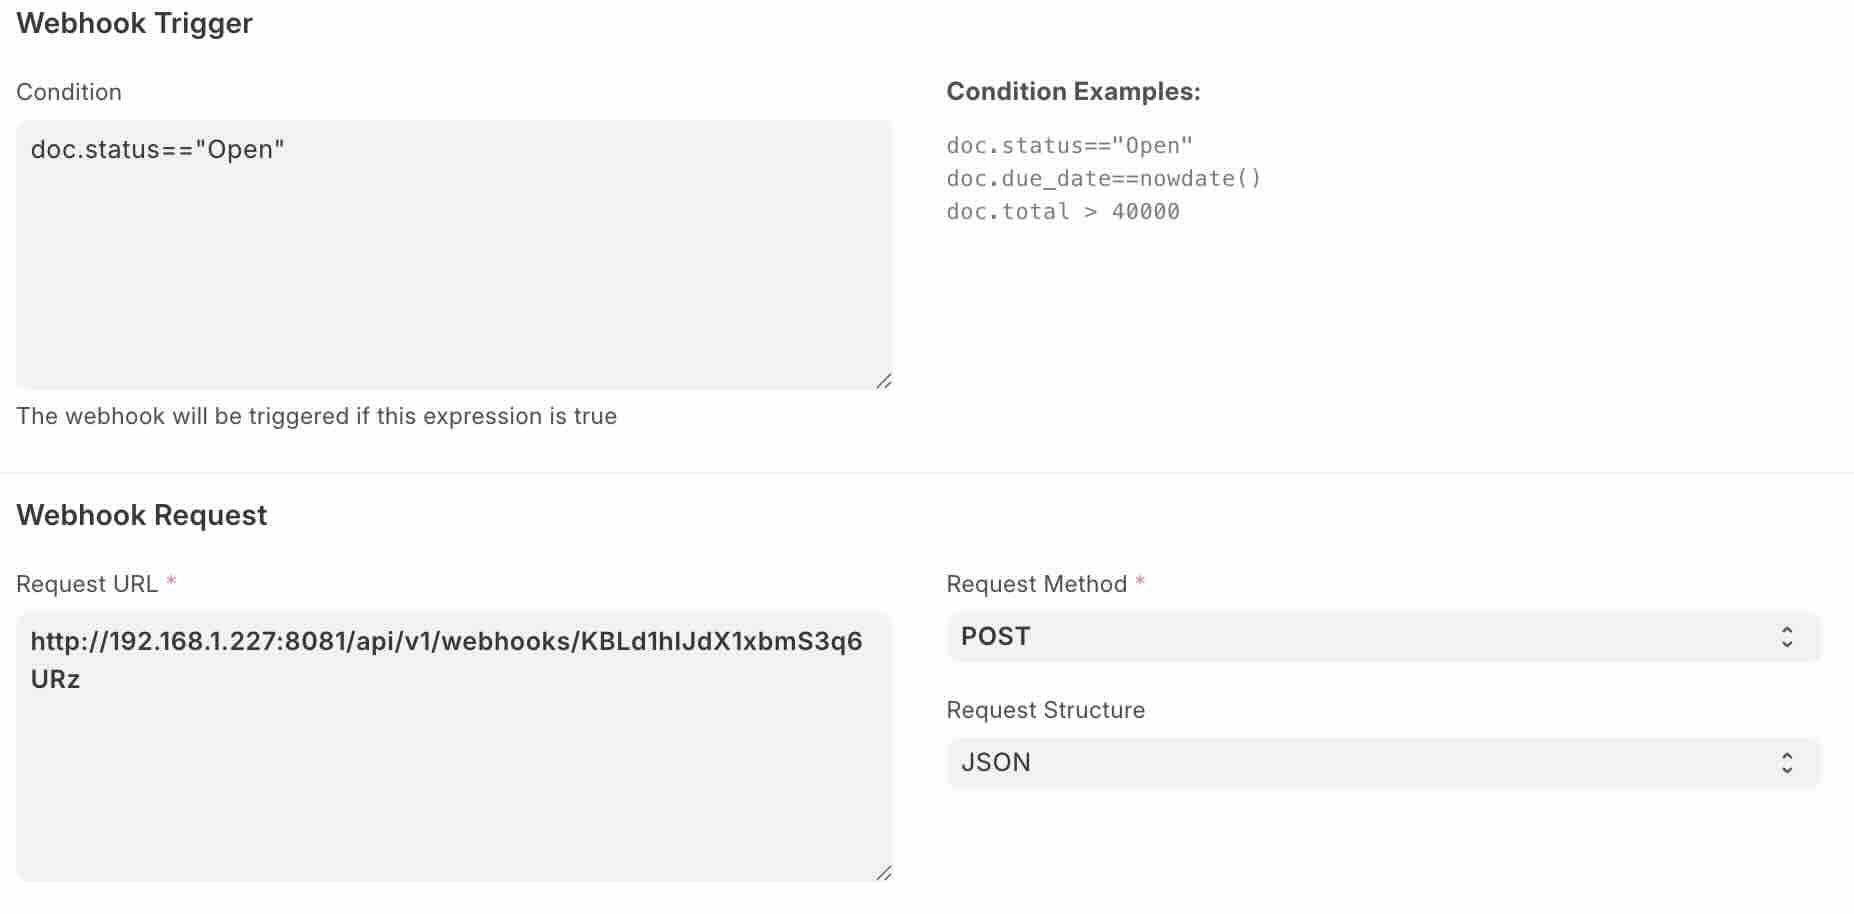 Webhook Trigger
Condition
doc.status=="Open"
The webhook will be triggered if this expression is true
Condition Examples:
doc.status=="Open"
doc.due_date==nowdate()
doc.total > 40000
Webhook Request
Request URL *
http://192.168.1.227:8081/api/v1/webhooks/KBLd1hIJdX1xbmS3q6
URz
Request Method *
POST
Request Structure
JSON